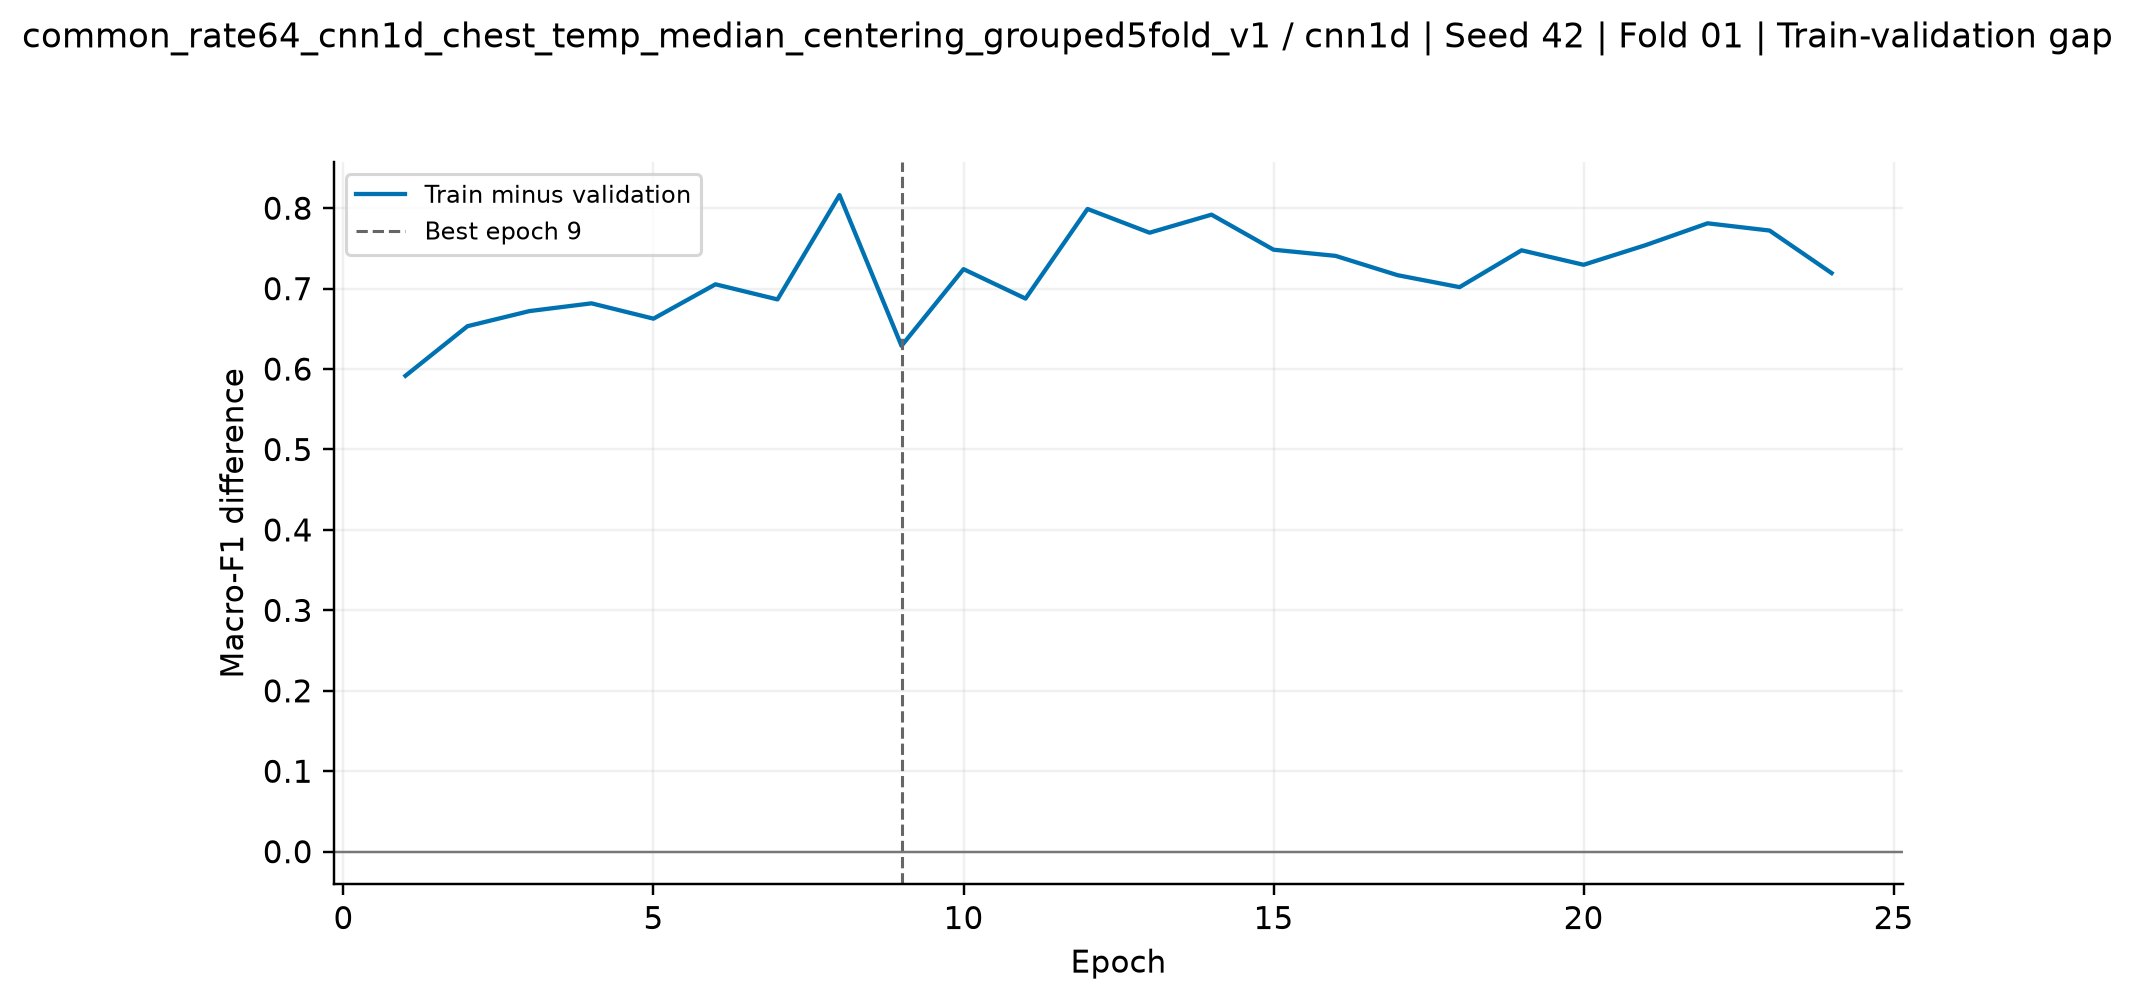 common_rate64_cnn1d_chest_temp_median_centering_grouped5fold_v1 / cnn1d | Seed 42 | Fold 01 | Train-validation gap
Train minus validation
Best epoch 9
Macro-F1 difference
0.8
0.7
0.6
0.5
0.4
0.3
0.2
0.1
0.0
0 5 10 15 20 25
Epoch